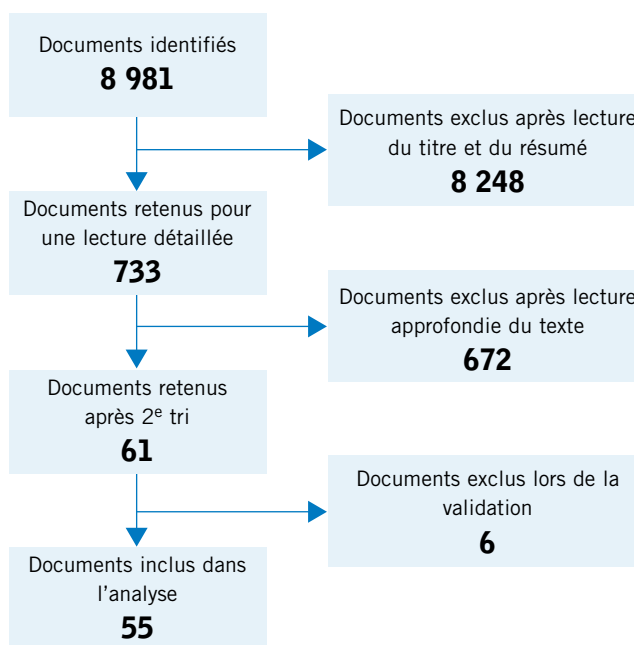 Documents identifiés
8 981
Documents exclus après lecture
du titre et du résumé
8 248
Documents retenus pour
une lecture détaillée
733
Documents exclus après lecture
approfondie du texte
672
Documents retenus
après 2e tri
61
Documents exclus lors de la
validation
6
Documents inclus dans
l'analyse
55